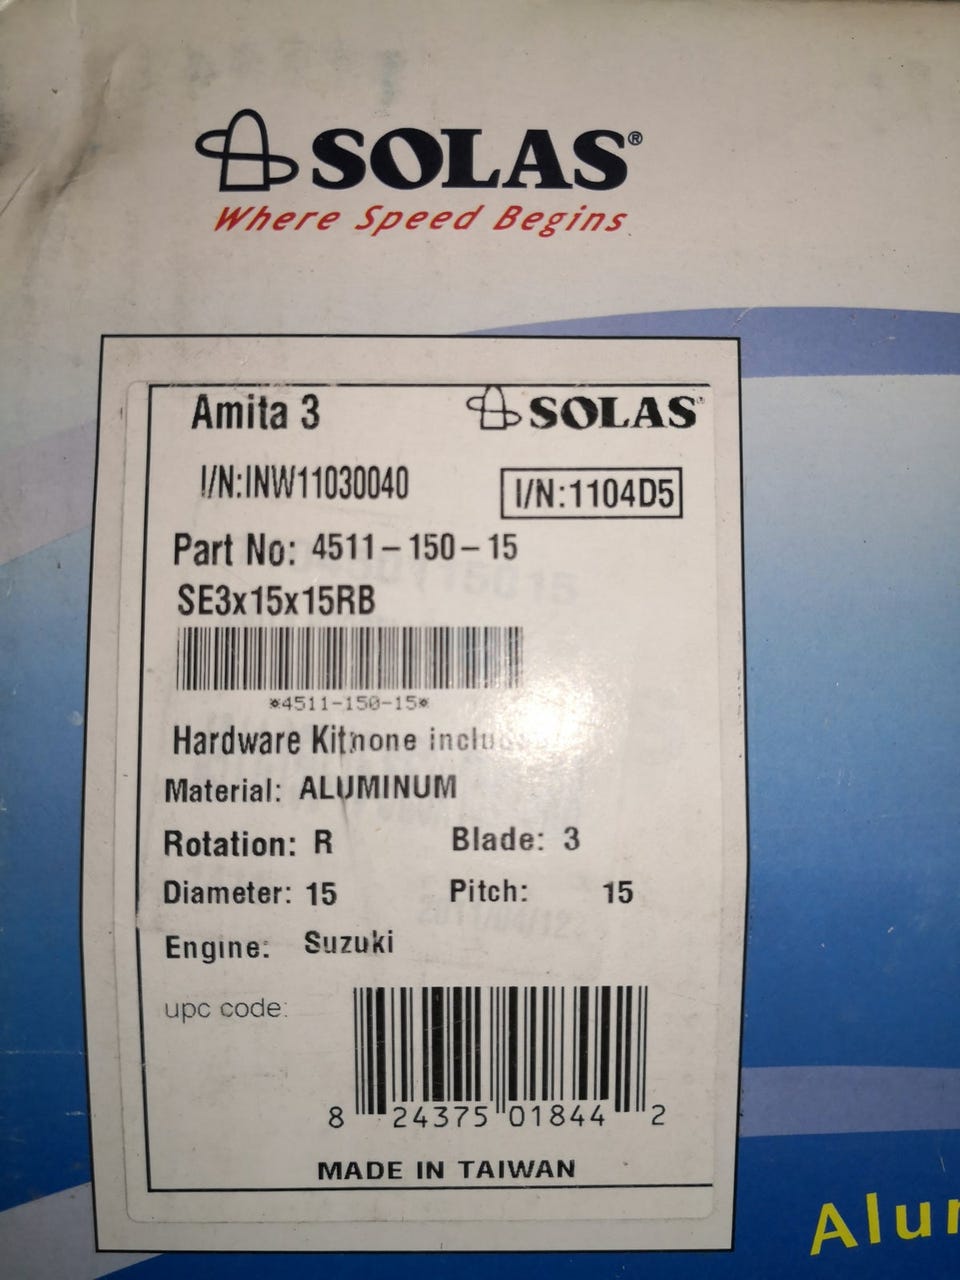 SOLAS®
Where Speed Begins
Amita 3
SOLAS®
I/N:INW11030040
I/N:1104D5
Part No: 4511-150-15
SE3x15x15RB
*4511-150-15*
Hardware Kit:none
Material: ALUMINUM
Rotation: R Blade: 3
Diameter: 15 Pitch: 15
Engine: Suzuki
upc code:
8 24375 01844 2
MADE IN TAIWAN